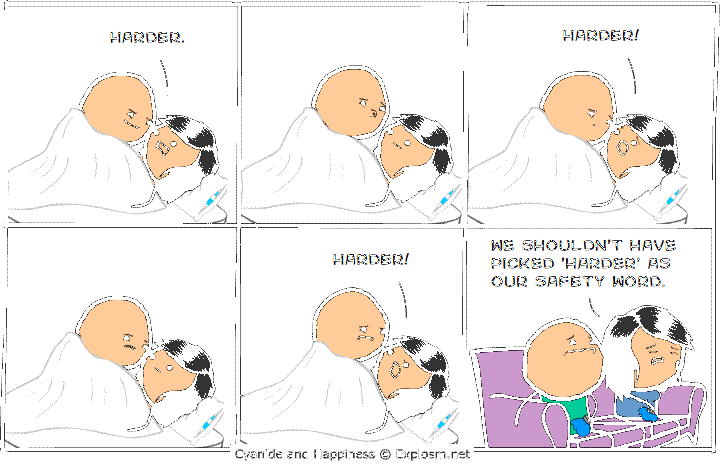 HARDER.
HARDER!
HARDER!
WE SHOULDN'T HAVE
PICKED 'HARDER' AS
OUR SAFETY WORD.
Cyanide and Happiness © Explosm.net